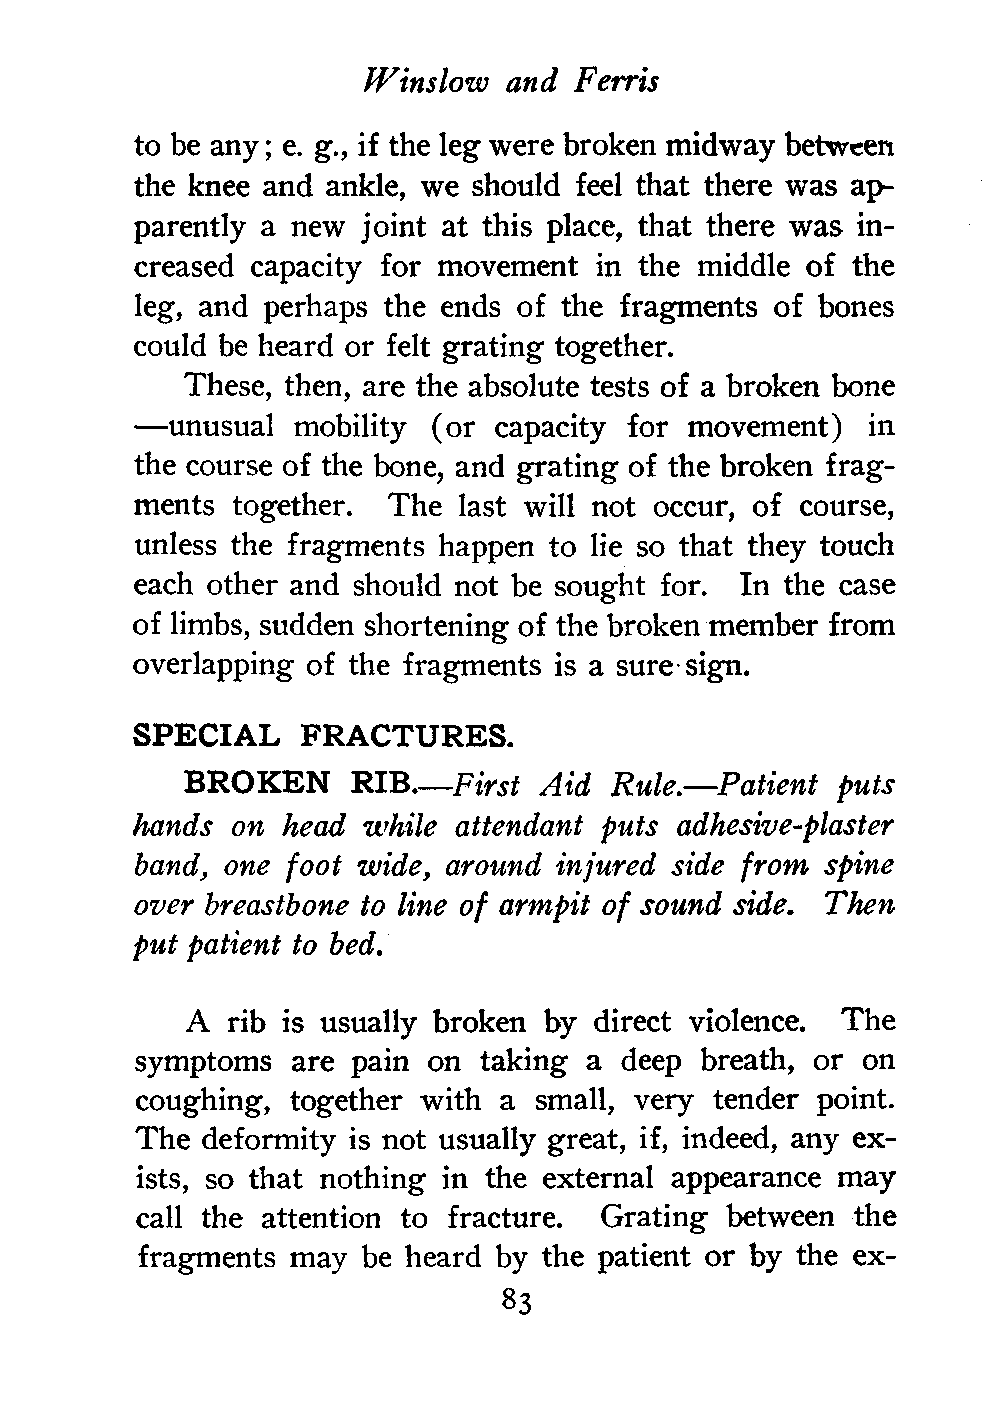 Winslow and Ferris
to be any; e. g., if the leg were broken midway between
the knee and ankle, we should feel that there was ap-
parently a new joint at this place, that there was in-
creased capacity for movement in the middle of the
leg, and perhaps the ends of the fragments of bones
could be heard or felt grating together.
These, then, are the absolute tests of a broken bone
—unusual mobility (or capacity for movement) in
the course of the bone, and grating of the broken frag-
ments together. The last will not occur, of course,
unless the fragments happen to lie so that they touch
each other and should not be sought for. In the case
of limbs, sudden shortening of the broken member from
overlapping of the fragments is a sure sign.
SPECIAL FRACTURES.
BROKEN RIB.—First Aid Rule.—Patient puts
hands on head while attendant puts adhesive-plaster
band, one foot wide, around injured side from spine
over breastbone to line of armpit of sound side. Then
put patient to bed.
A rib is usually broken by direct violence. The
symptoms are pain on taking a deep breath, or on
coughing, together with a small, very tender point.
The deformity is not usually great, if, indeed, any ex-
ists, so that nothing in the external appearance may
call the attention to fracture. Grating between the
fragments may be heard by the patient or by the ex-
83